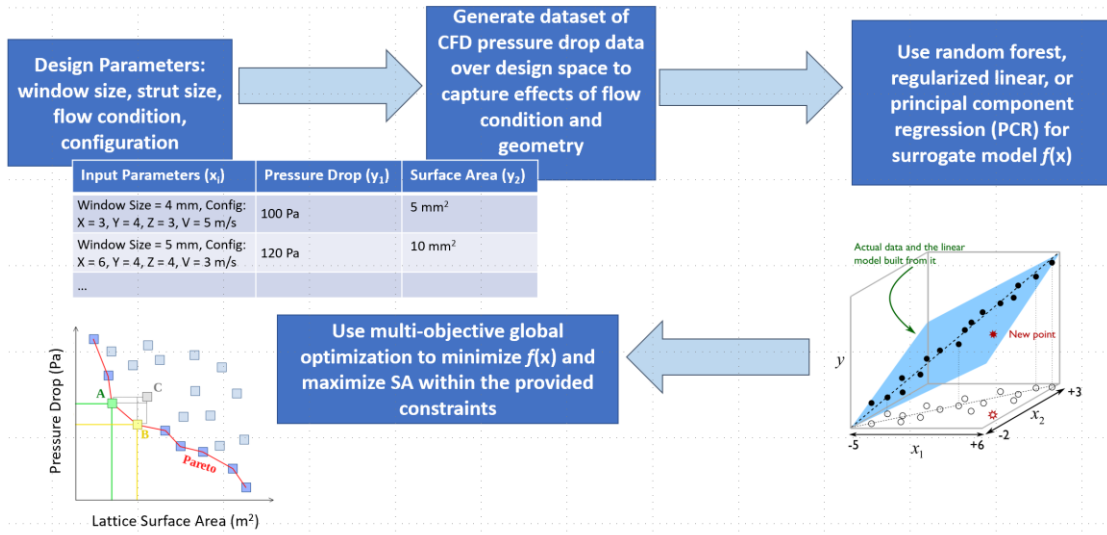 Design Parameters:
window size, strut size,
flow condition,
configuration
Generate dataset of
CFD pressure drop data
over design space to
capture effects of flow
condition and
geometry
Use random forest,
regularized linear, or
principal component
regression (PCR) for
surrogate model f(x)
Input Parameters (xᵢ)
Pressure Drop (y₁)
Surface Area (y₂)
Window Size = 4 mm, Config:
X = 3, Y = 4, Z = 3, V = 5 m/s
100 Pa
5 mm²
Window Size = 5 mm, Config:
X = 6, Y = 4, Z = 4, V = 3 m/s
120 Pa
10 mm²
...
Actual data and the linear
model built from it
New point
y
+3
x₂
-2
-5
x₁
+6
Use multi-objective global
optimization to minimize f(x) and
maximize SA within the provided
constraints
Pressure Drop (Pa)
A
C
B
Pareto
Lattice Surface Area (m²)